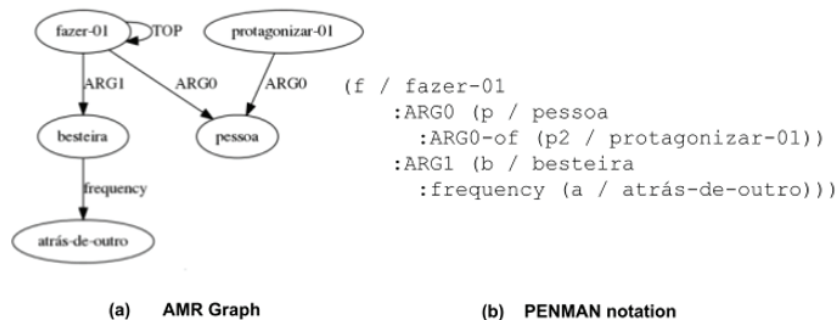 fazer-01
TOP
protagonizar-01
ARG1
ARG0
ARG0
besteira
pessoa
frequency
atrás-de-outro
(f / fazer-01
:ARG0 (p / pessoa
:ARG0-of (p2 / protagonizar-01))
:ARG1 (b / besteira
:frequency (a / atrás-de-outro)))
(a) AMR Graph
(b) PENMAN notation